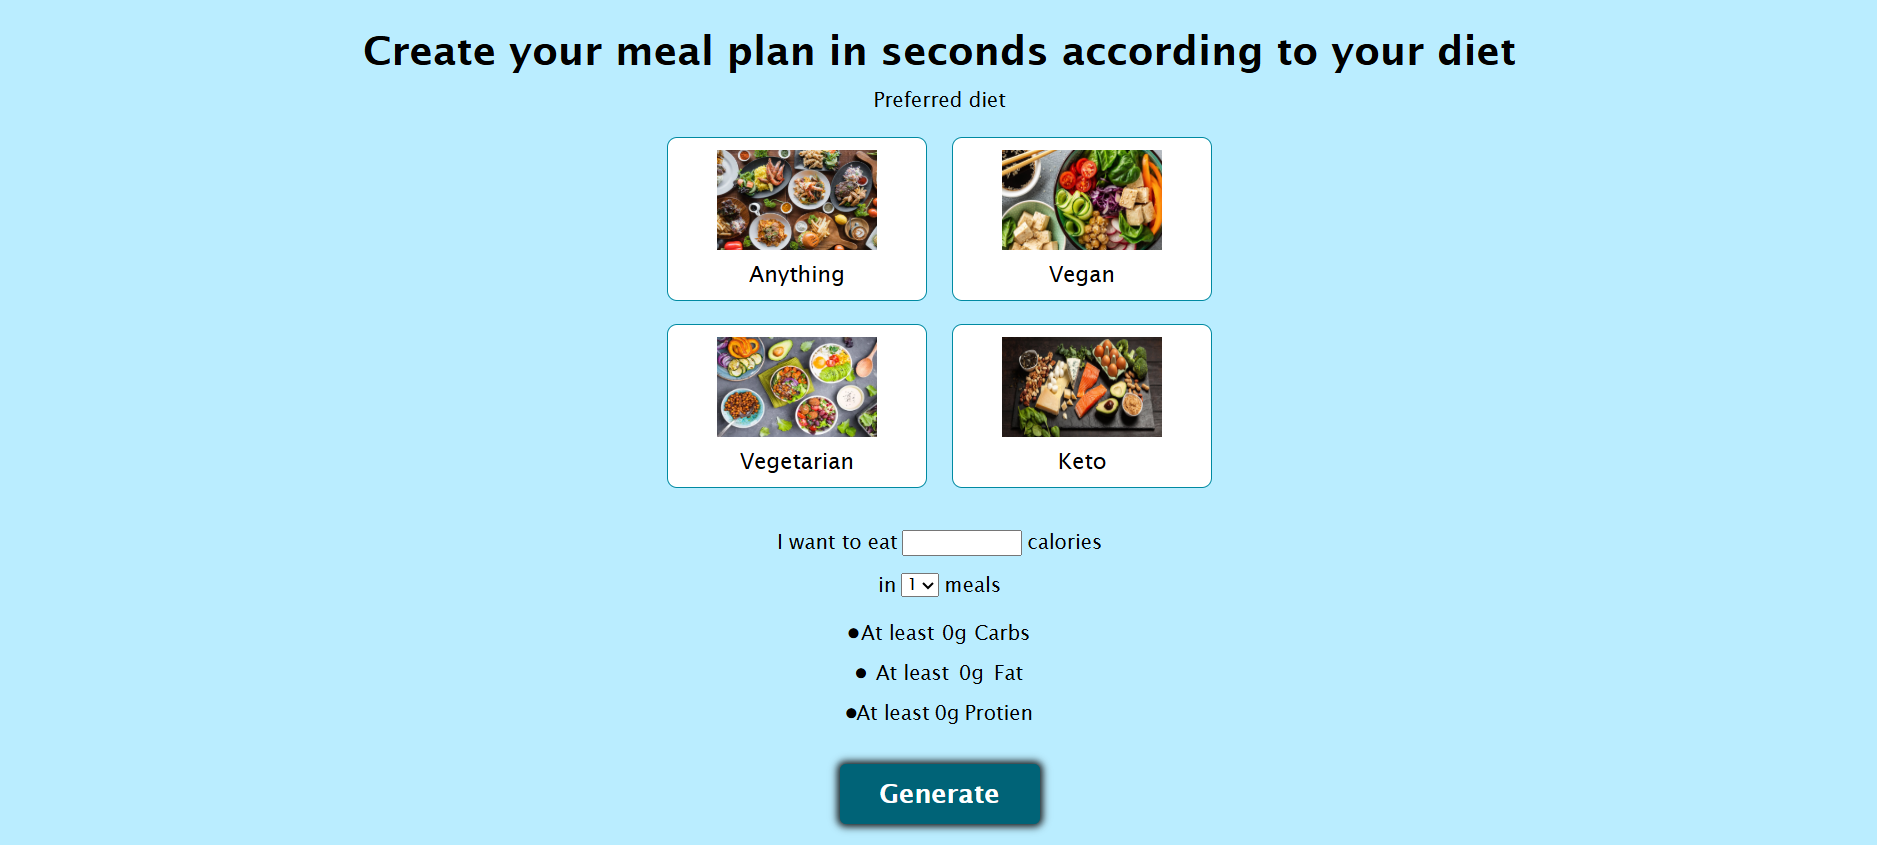 Create your meal plan in seconds according to your diet
Preferred diet
Anything
Vegan
Vegetarian
Keto
I want to eat calories
in 1 meals
●At least 0g Carbs
● At least 0g Fat
●At least 0g Protien
Generate